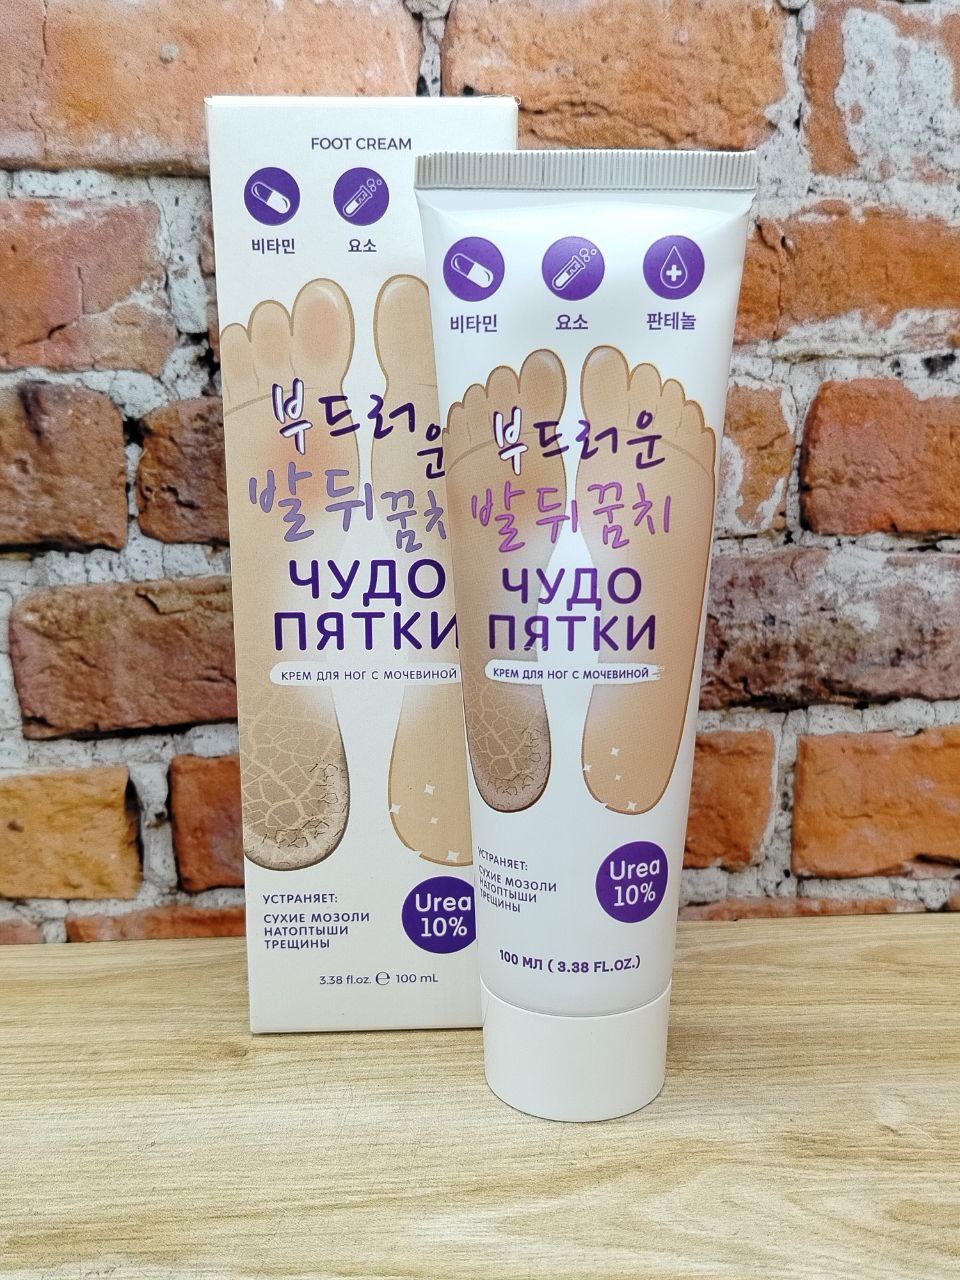 FOOT CREAM
비타민
요소
부드러운
발뒤꿈치
ЧУДО
ПЯТКИ
КРЕМ ДЛЯ НОГ С МОЧЕВИНОЙ
УСТРАНЯЕТ:
СУХИЕ МОЗОЛИ
НАТОПТЫШИ
ТРЕЩИНЫ
Urea
10%
3.38 fl.oz. ℮ 100 mL
비타민
요소
판테놀
부드러운
발뒤꿈치
ЧУДО
ПЯТКИ
КРЕМ ДЛЯ НОГ С МОЧЕВИНОЙ
УСТРАНЯЕТ:
СУХИЕ МОЗОЛИ
НАТОПТЫШИ
ТРЕЩИНЫ
Urea
10%
100 МЛ ( 3.38 FL.OZ.)